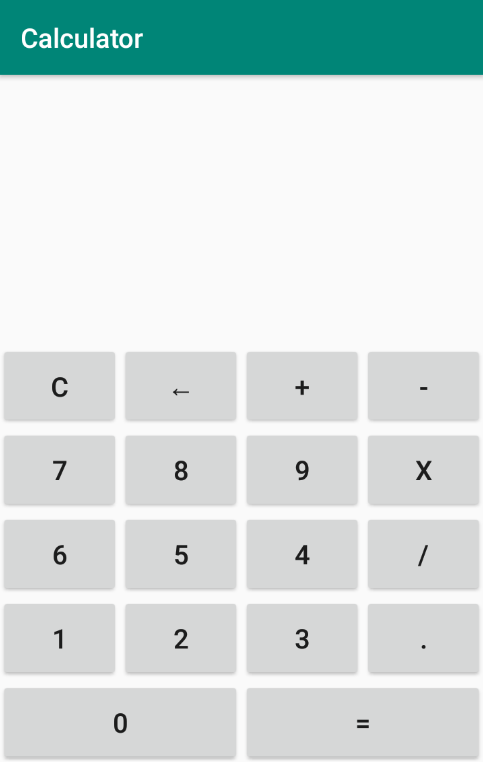 Calculator
C ← + -
7 8 9 X
6 5 4 /
1 2 3 .
0 =